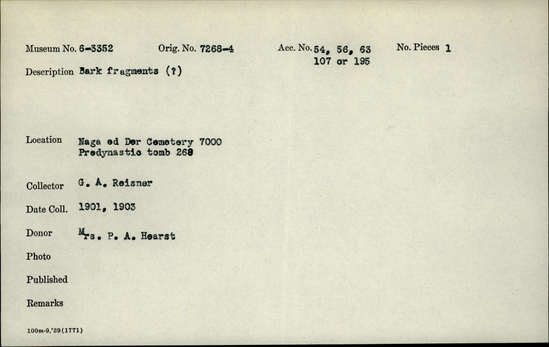 Museum No. 6-3352 Orig. No. 7268-4 Acc. No. 54, 56, 63 No. Pieces 1
107 or 195
Description Bark fragments (?)
Location Naga ed Der Cemetery 7000
Predynastic tomb 268
Collector G. A. Reisner
Date Coll. 1901, 1903
Donor Mrs. P. A. Hearst
Photo
Published
Remarks
100m-9,'29(1771)